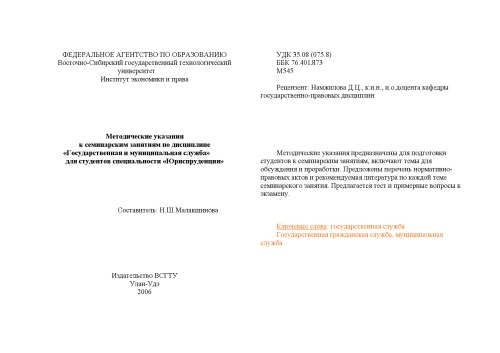 ФЕДЕРАЛЬНОЕ АГЕНТСТВО ПО ОБРАЗОВАНИЮ
Восточно-Сибирский государственный технологический
университет
Институт экономики и права
Методические указания
к семинарским занятиям по дисциплине
«Государственная и муниципальная служба»
для студентов специальности «Юриспруденция»
Составитель: Н.Ш.Малакшинова
Издательство ВСГТУ
Улан-Удэ
2006
УДК 35.08 (075.8)
ББК 76.401.Я73
М545
Рецензент: Намжилова Д.Ц., к.и.н., и.о.доцента кафедры
государственно-правовых дисциплин
Методические указания предназначены для подготовки
студентов к семинарским занятиям, включают темы для
обсуждения и проработки. Предложены перечень нормативно-
правовых актов и рекомендуемая литература по каждой теме
семинарского занятия. Предлагается тест и примерные вопросы к
экзамену.
Ключевые слова: государственная служба
Государственная гражданская служба, муниципальная
служба